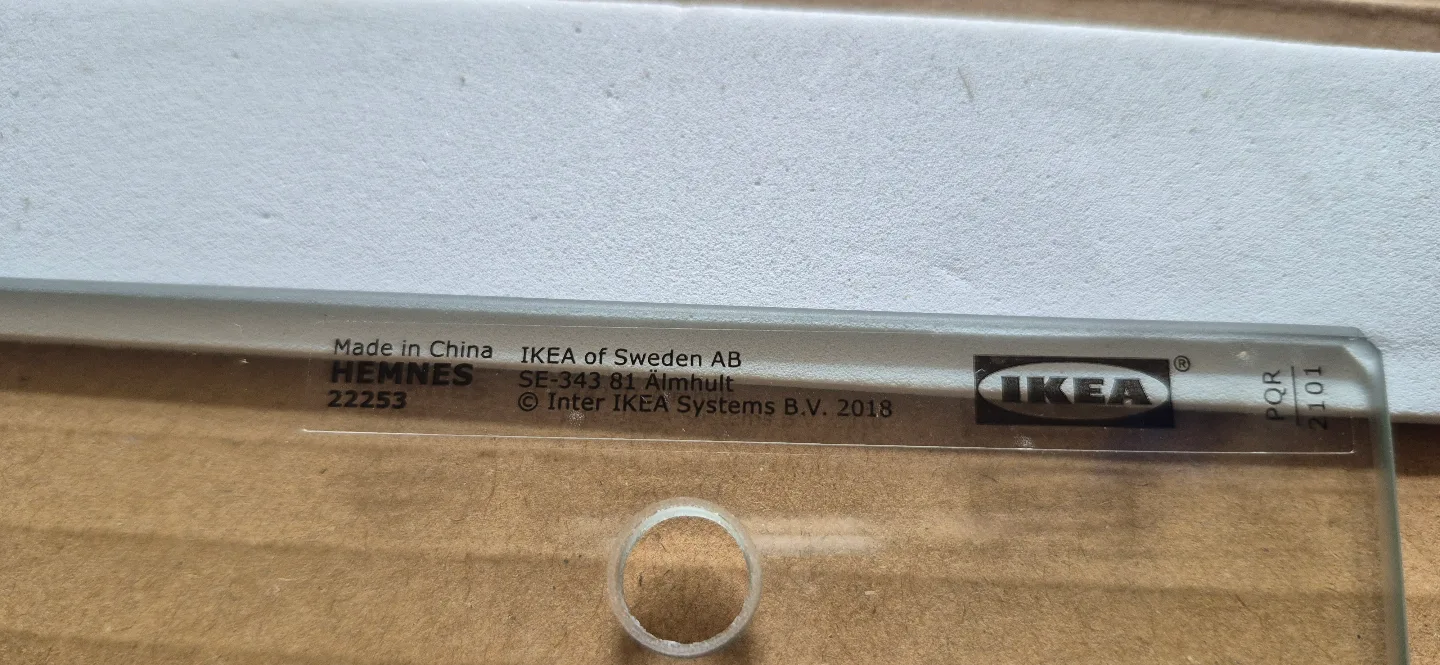 Made in China
HEMNES
22253
IKEA of Sweden AB
SE-343 81 Älmhult
© Inter IKEA Systems B.V. 2018
IKEA®
PQR
2101